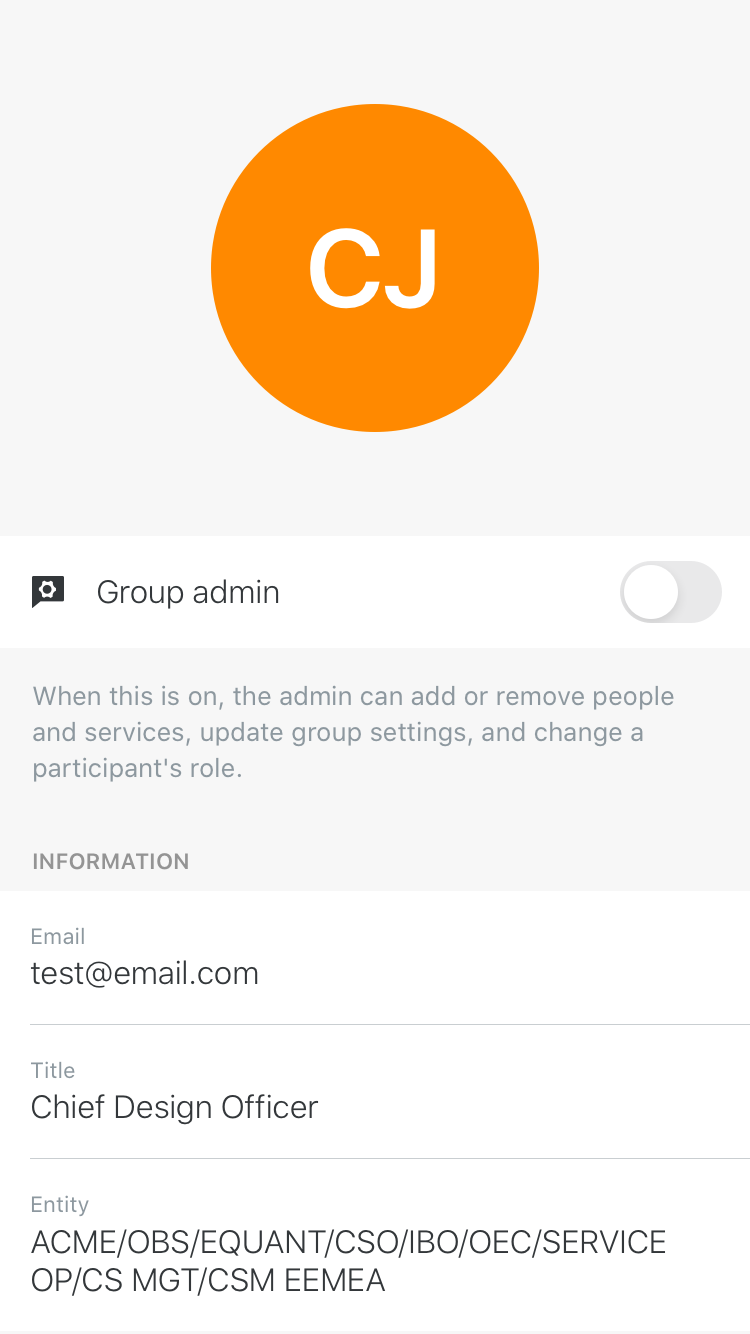 CJ
Group admin
When this is on, the admin can add or remove people
and services, update group settings, and change a
participant's role.
INFORMATION
Email
test@email.com
Title
Chief Design Officer
Entity
ACME/OBS/EQUANT/CSO/IBO/OEC/SERVICE
OP/CS MGT/CSM EEMEA